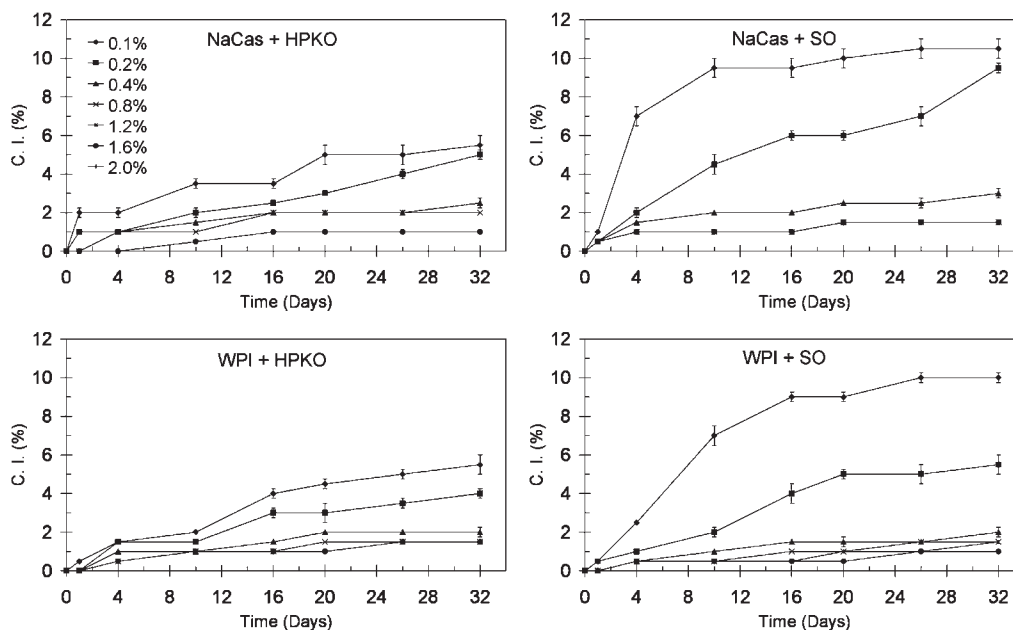 NaCas + HPKO
0.1%
0.2%
0.4%
0.8%
1.2%
1.6%
2.0%
C. I. (%)
12
10
8
6
4
2
0
0 4 8 12 16 20 24 28 32
Time (Days)
NaCas + SO
C. I. (%)
12
10
8
6
4
2
0
0 4 8 12 16 20 24 28 32
Time (Days)
WPI + HPKO
C. I. (%)
12
10
8
6
4
2
0
0 4 8 12 16 20 24 28 32
Time (Days)
WPI + SO
C. I. (%)
12
10
8
6
4
2
0
0 4 8 12 16 20 24 28 32
Time (Days)